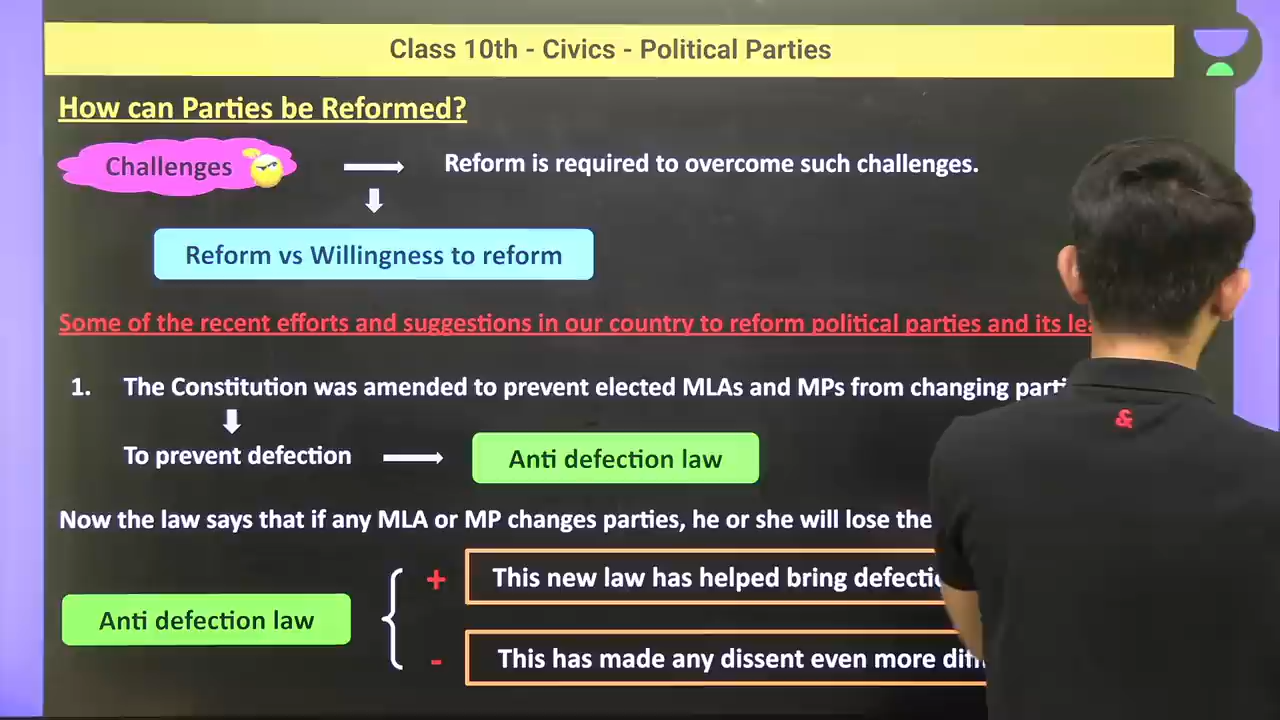 Class 10th - Civics - Political Parties
How can Parties be Reformed?
Challenges
Reform is required to overcome such challenges.
Reform vs Willingness to reform
Some of the recent efforts and suggestions in our country to reform political parties and its
1. The Constitution was amended to prevent elected MLAs and MPs from changing
To prevent defection
Anti defection law
&
Now the law says that if any MLA or MP changes parties, he or she will lose the
Anti defection law
+ This new law has helped bring
- This has made any dissent even more